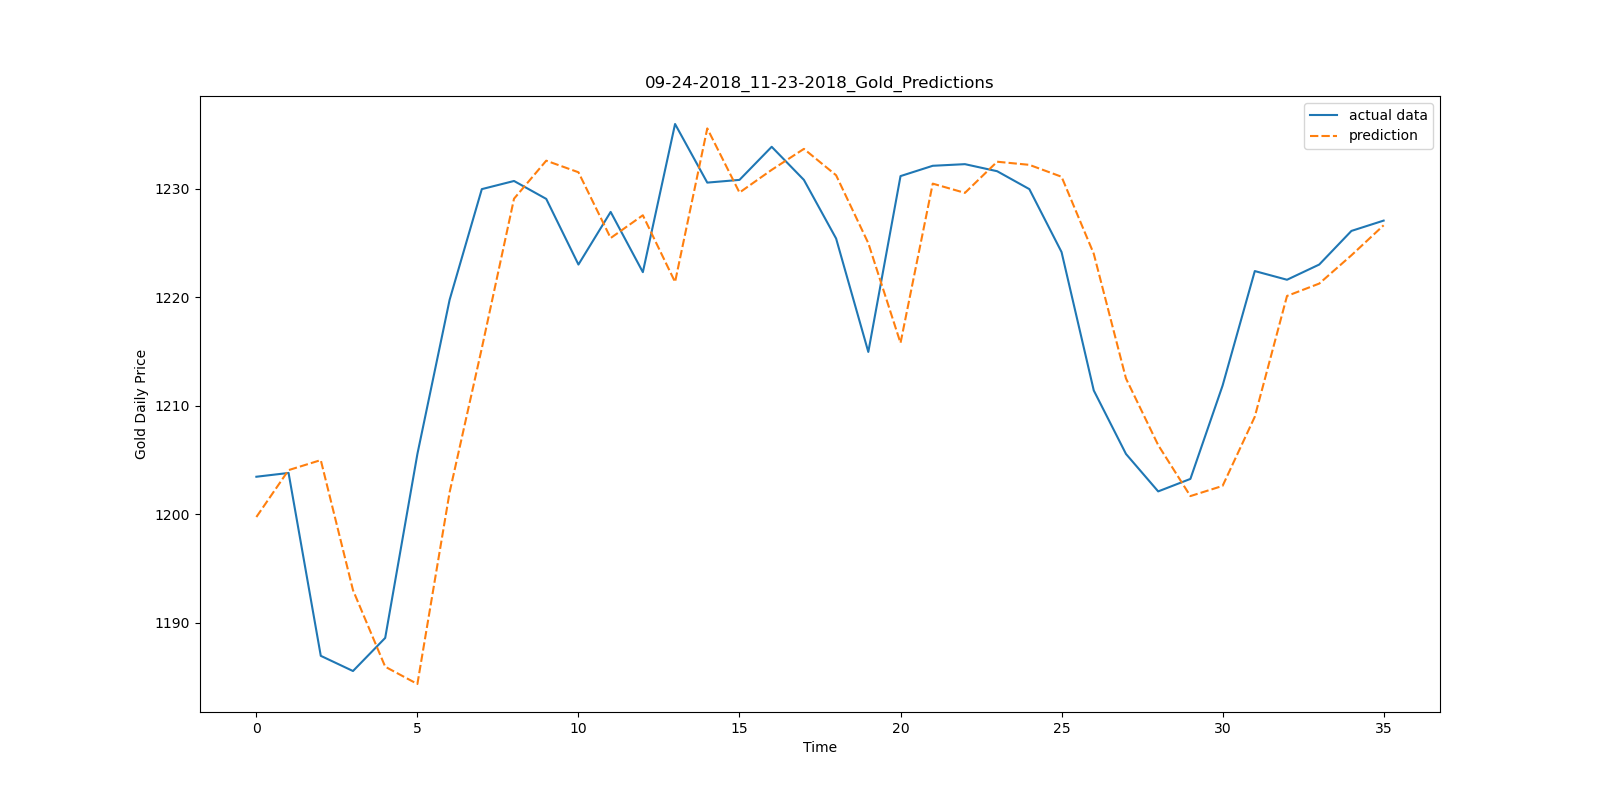 09-24-2018_11-23-2018_Gold_Predictions
actual data
prediction
Gold Daily Price
1230
1220
1210
1200
1190
0 5 10 15 20 25 30 35
Time